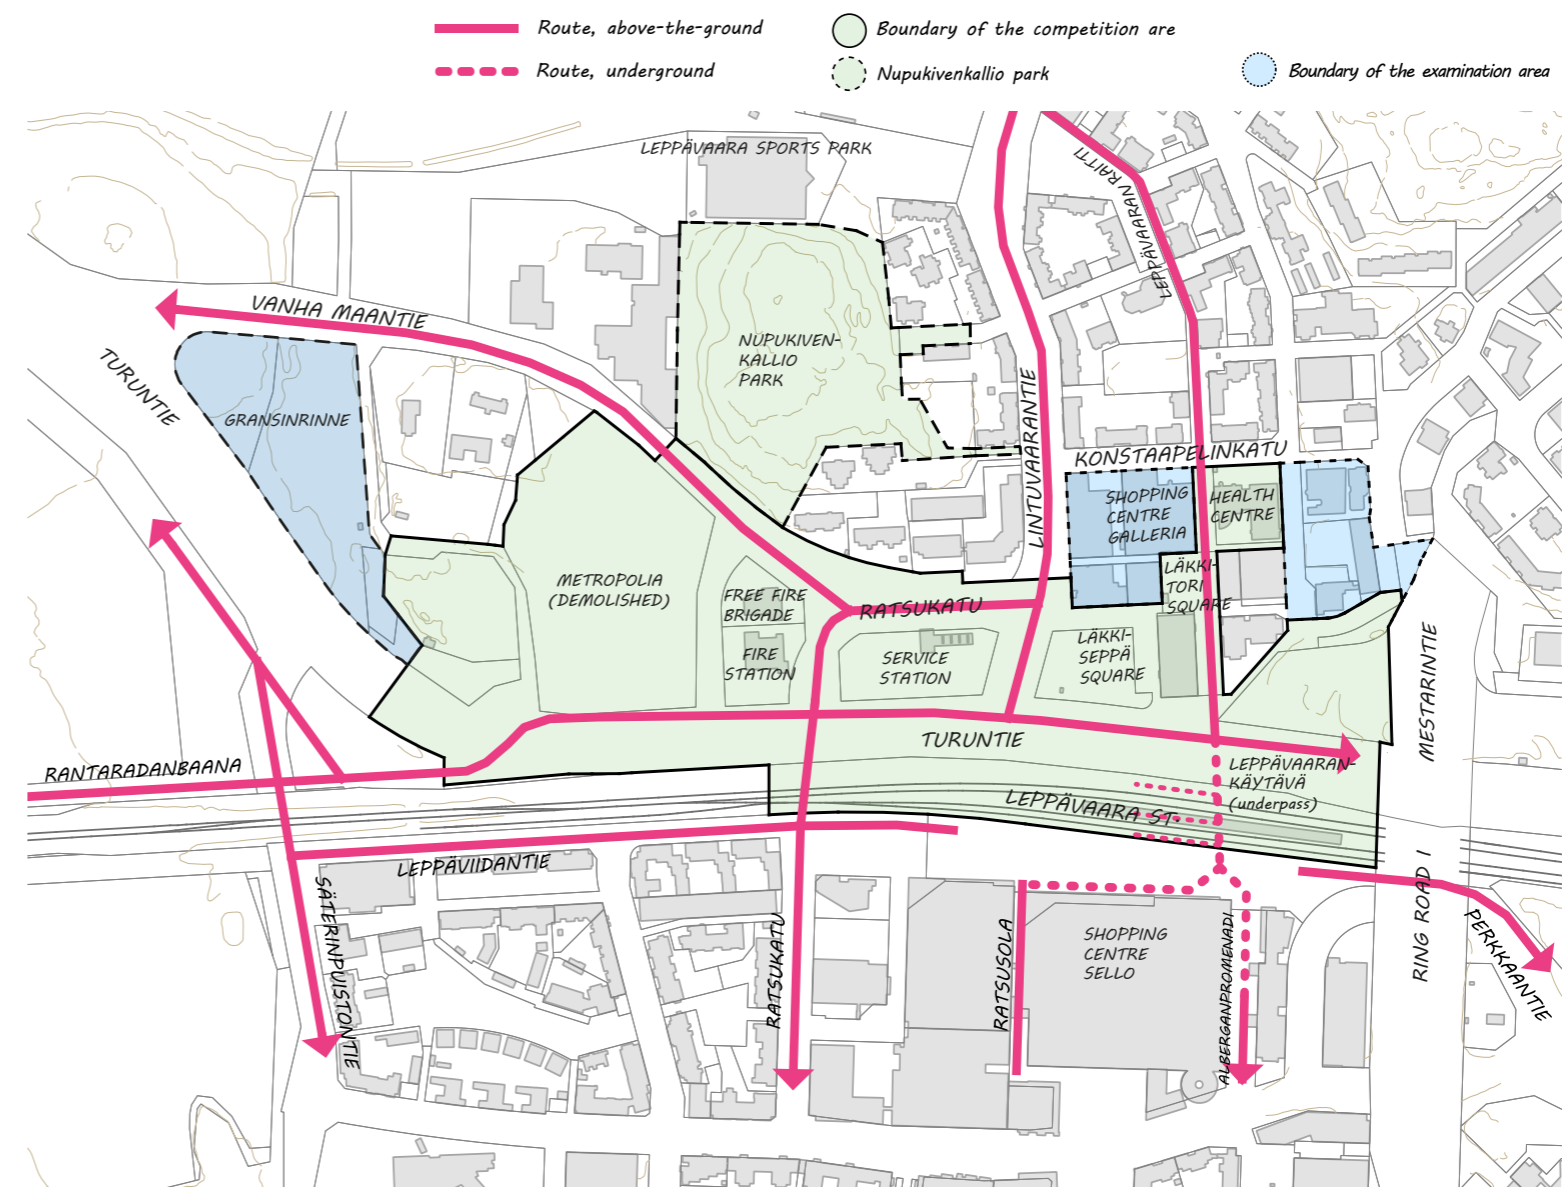 Route, above-the-ground
Boundary of the competition are
Route, underground
Nupukivenkallio park
Boundary of the examination area
LEPPÄVAARA SPORTS PARK
LEPPÄVAARAN RAITTI
LEPPÄVAARAN RAITTI
VANHA MAANTIE
TURUNTIE
GRANSINRINNE
NUPUKIVEN-
KALLIO
PARK
LINTUVAARANTIE
KONSTAAPELINKATU
SHOPPING
CENTRE
GALLERIA
HEALTH
CENTRE
LÄKKI-
TORI
SQUARE
METROPOLIA
(DEMOLISHED)
FREE FIRE
BRIGADE
FIRE
STATION
RATSUKATU
SERVICE
STATION
LÄKKI-
SEPPÄ
SQUARE
MESTARINTIE
TURUNTIE
RANTARADANBAANA
LEPPÄVAARAN-
KÄYTÄVÄ
(underpass)
LEPPÄVAARA ST.
LEPPÄVIIDANTIE
SÄTERINPUISTONTIE
RATSUKATU
RATSUSOLA
SHOPPING
CENTRE
SELLO
ALBERGANPROMENADI
RING ROAD I
PERKKAANTIE